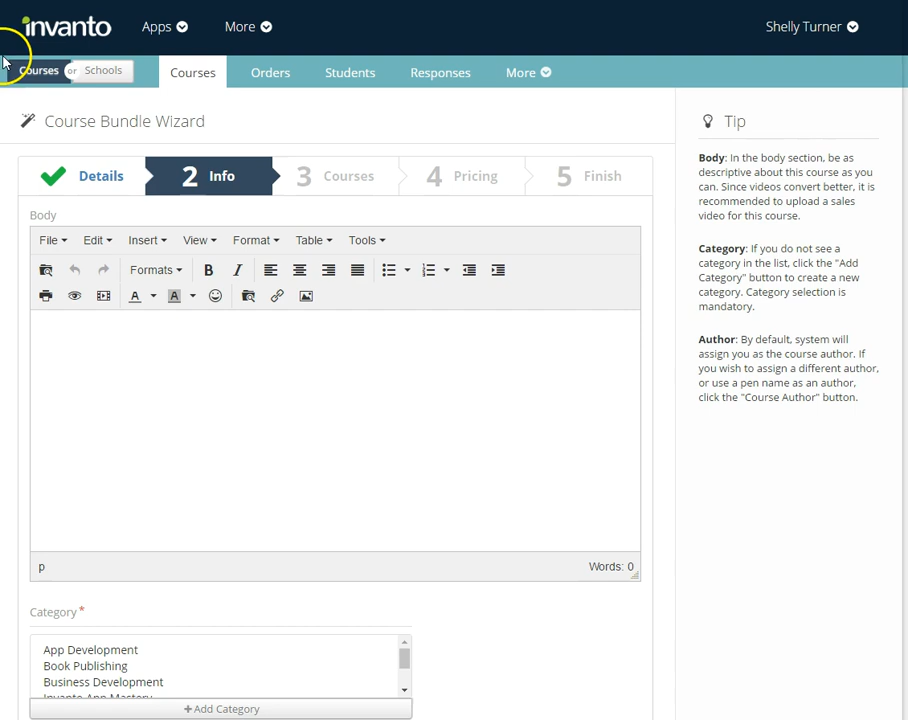 invanto
Apps
More
Shelly Turner
Courses or Schools
Courses
Orders
Students
Responses
More
Course Bundle Wizard
Details
2 Info
3 Courses
4 Pricing
5 Finish
Body
File
Edit
Insert
View
Format
Table
Tools
Formats
B
I
A
A
p
Words: 0
Category *
App Development
Book Publishing
Business Development
Invanto App Mastery
+ Add Category
Tip
Body: In the body section, be as
descriptive about this course as you
can. Since videos convert better, it is
recommended to upload a sales
video for this course.
Category: If you do not see a
category in the list, click the "Add
Category" button to create a new
category. Category selection is
mandatory.
Author: By default, system will
assign you as the course author. If
you wish to assign a different author,
or use a pen name as an author,
click the "Course Author" button.